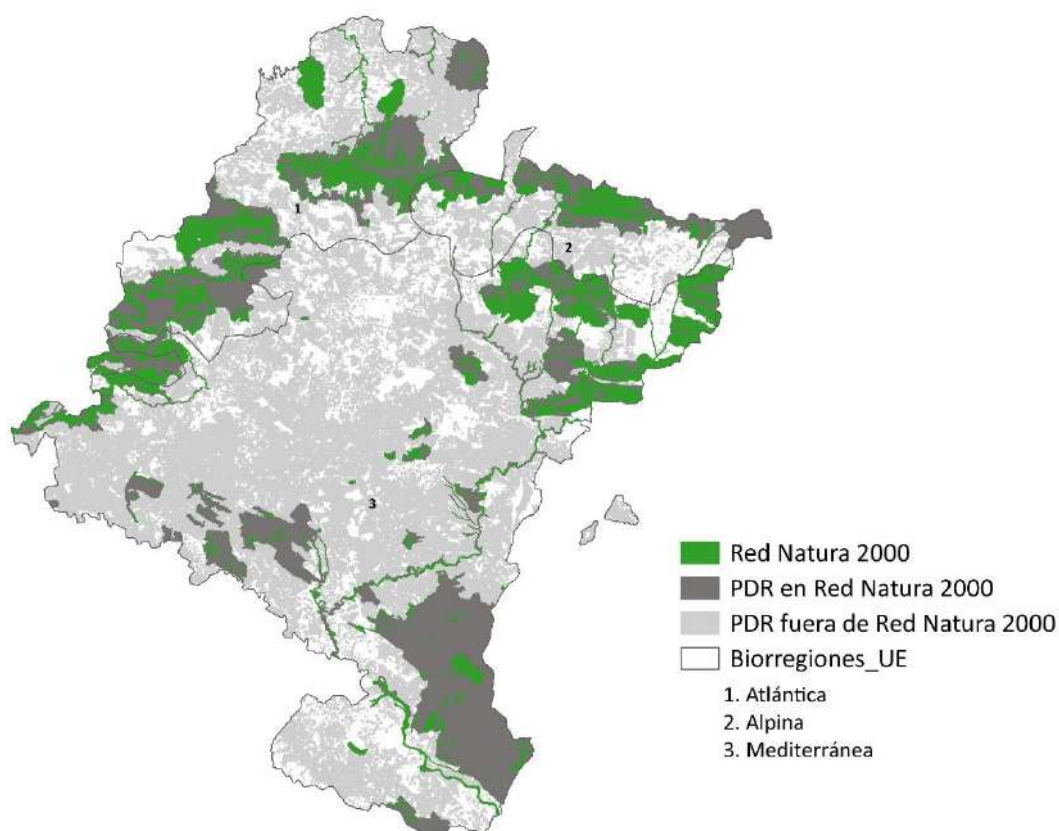 1
2
3
Red Natura 2000
PDR en Red Natura 2000
PDR fuera de Red Natura 2000
Biorregiones_UE
1. Atlántica
2. Alpina
3. Mediterránea